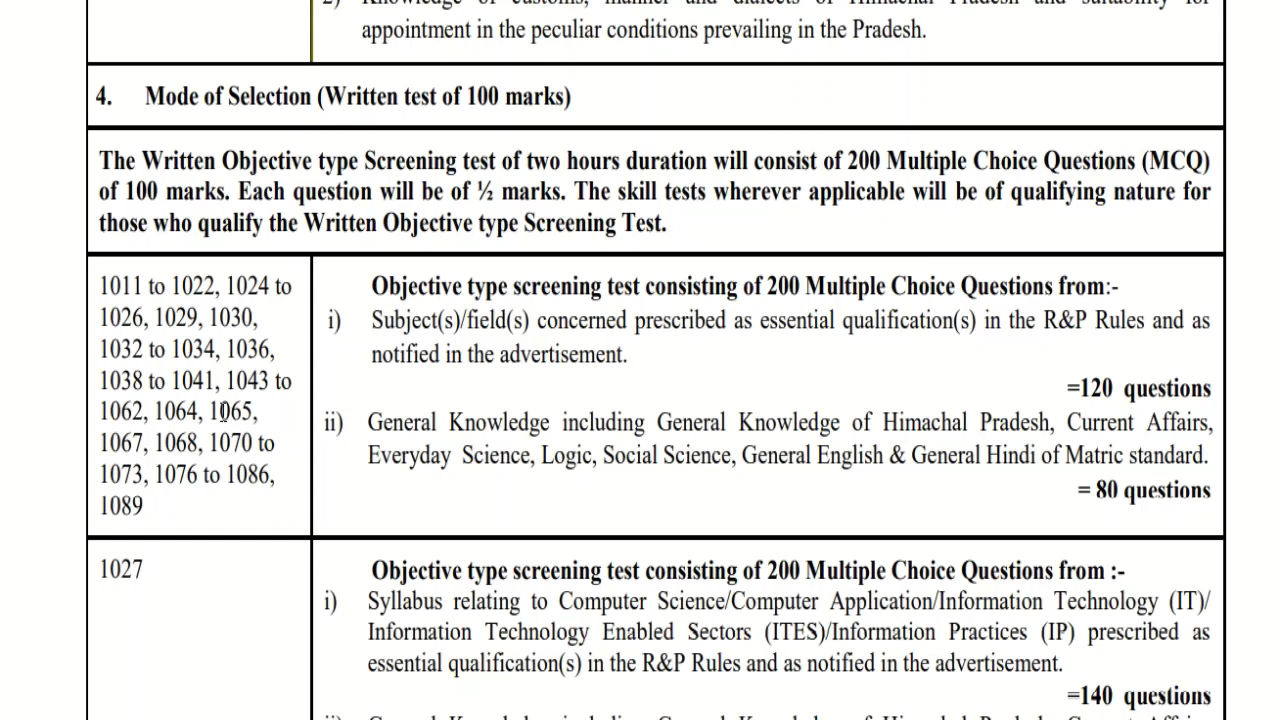 appointment in the peculiar conditions prevailing in the Pradesh.
4. Mode of Selection (Written test of 100 marks)
The Written Objective type Screening test of two hours duration will consist of 200 Multiple Choice Questions (MCQ)
of 100 marks. Each question will be of ½ marks. The skill tests wherever applicable will be of qualifying nature for
those who qualify the Written Objective type Screening Test.
1011 to 1022, 1024 to
1026, 1029, 1030,
1032 to 1034, 1036,
1038 to 1041, 1043 to
1062, 1064, 1065,
1067, 1068, 1070 to
1073, 1076 to 1086,
1089
Objective type screening test consisting of 200 Multiple Choice Questions from:-
i) Subject(s)/field(s) concerned prescribed as essential qualification(s) in the R&P Rules and as
notified in the advertisement.
=120 questions
ii) General Knowledge including General Knowledge of Himachal Pradesh, Current Affairs,
Everyday Science, Logic, Social Science, General English & General Hindi of Matric standard.
= 80 questions
1027
Objective type screening test consisting of 200 Multiple Choice Questions from :-
i) Syllabus relating to Computer Science/Computer Application/Information Technology (IT)/
Information Technology Enabled Sectors (ITES)/Information Practices (IP) prescribed as
essential qualification(s) in the R&P Rules and as notified in the advertisement.
=140 questions